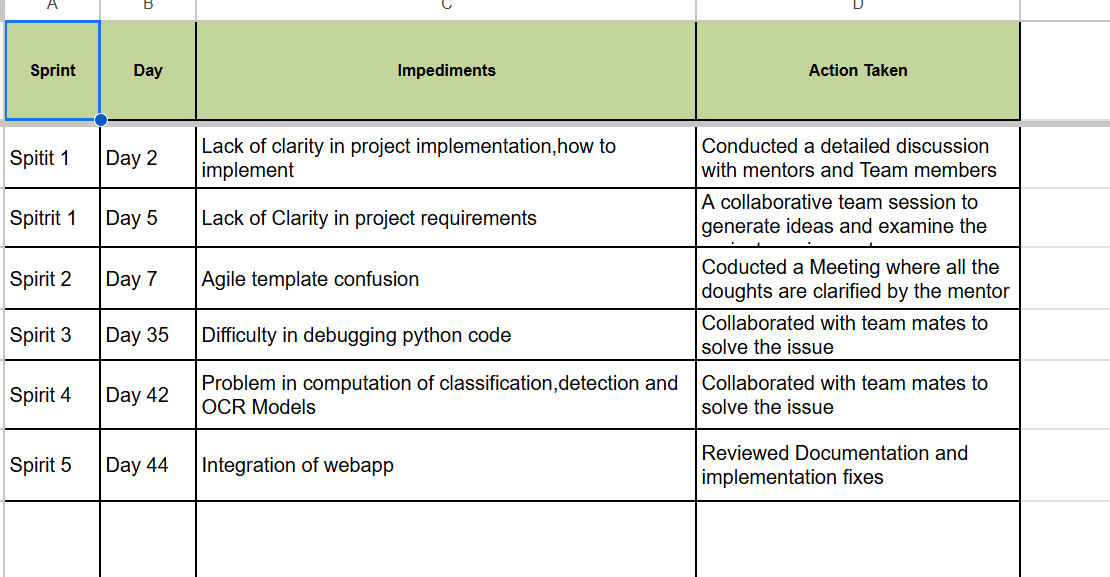 A B C D
Sprint Day Impediments Action Taken
Spitit 1 Day 2 Lack of clarity in project implementation,how to
implement Conducted a detailed discussion
with mentors and Team members
Spitrit 1 Day 5 Lack of Clarity in project requirements A collaborative team session to
generate ideas and examine the
Spirit 2 Day 7 Agile template confusion Coducted a Meeting where all the
doughts are clarified by the mentor
Spirit 3 Day 35 Difficulty in debugging python code Collaborated with team mates to
solve the issue
Spirit 4 Day 42 Problem in computation of classification,detection and
OCR Models Collaborated with team mates to
solve the issue
Spirit 5 Day 44 Integration of webapp Reviewed Documentation and
implementation fixes